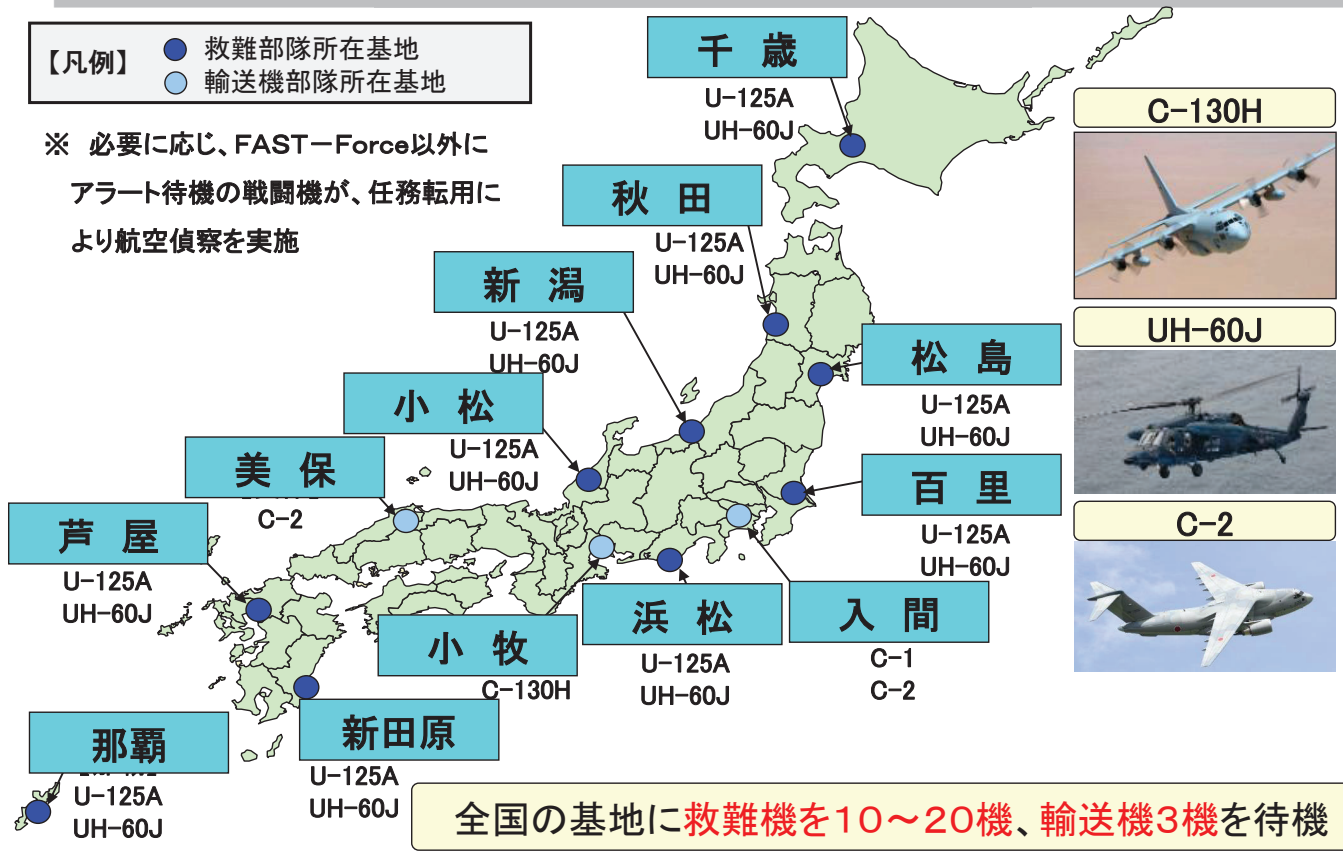 【凡例】
救難部隊所在基地
輸送機部隊所在基地
※ 必要に応じ、FAST－Force以外に
アラート待機の戦闘機が、任務転用に
より航空偵察を実施
千 歳
U-125A
UH-60J
秋 田
U-125A
UH-60J
新 潟
U-125A
UH-60J
小 松
U-125A
UH-60J
美 保
C-2
芦 屋
U-125A
UH-60J
那覇
U-125A
UH-60J
新田原
U-125A
UH-60J
小 牧
C-130H
浜 松
U-125A
UH-60J
入 間
C-1
C-2
百 里
U-125A
UH-60J
松 島
U-125A
UH-60J
C-130H
UH-60J
C-2
全国の基地に救難機を10～20機、輸送機3機を待機